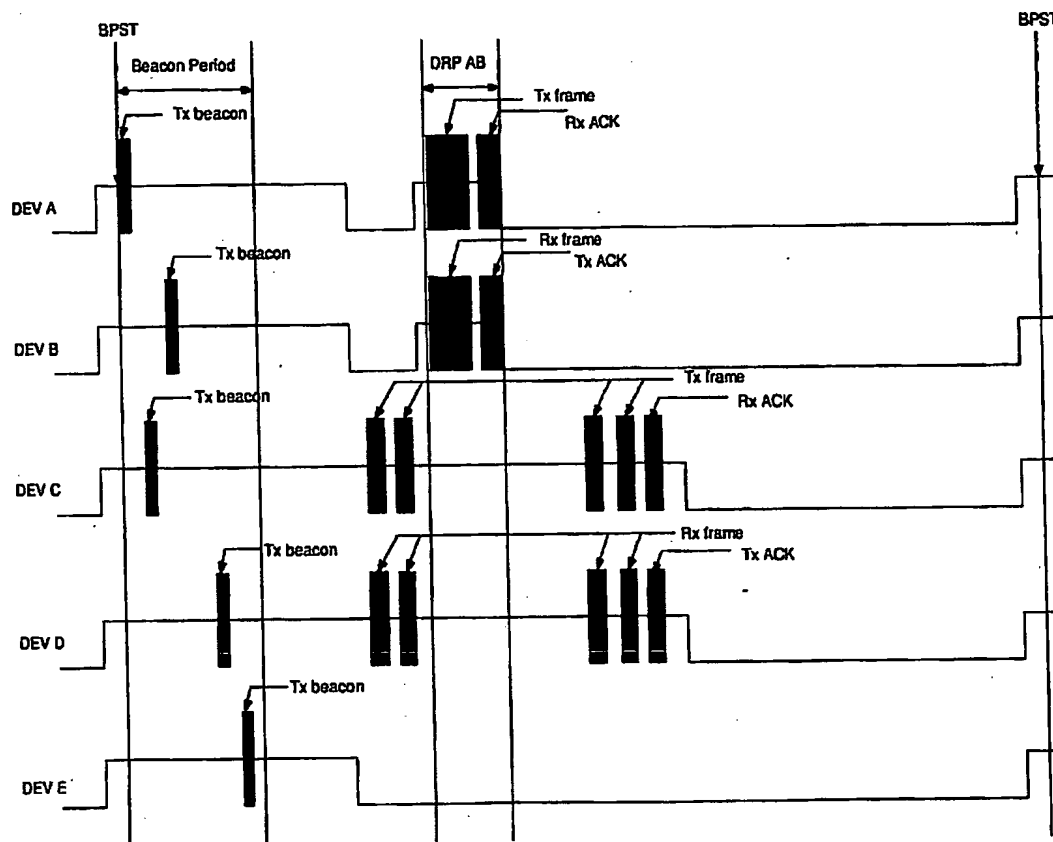 BPST
BPST
Beacon Period
DRP AB
Tx frame
Tx beacon
Rx ACK
DEV A
Rx frame
Tx beacon
Tx ACK
DEV B
Tx frame
Tx beacon
Rx ACK
DEV C
Rx frame
Tx beacon
Tx ACK
DEV D
Tx beacon
DEV E